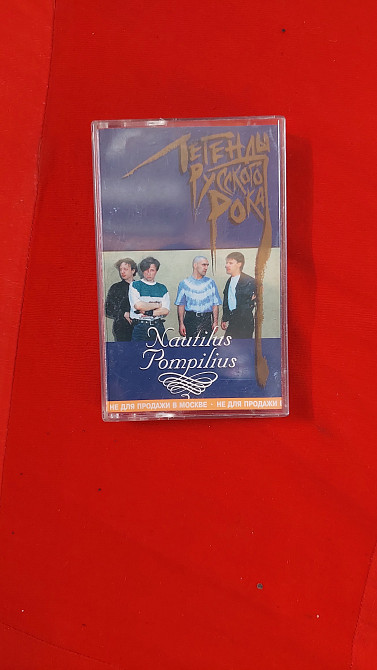 Легенды
Русского
Рока
Nautilus
Pompilius
НЕ ДЛЯ ПРОДАЖИ В МОСКВЕ - НЕ ДЛЯ ПРОДАЖИ